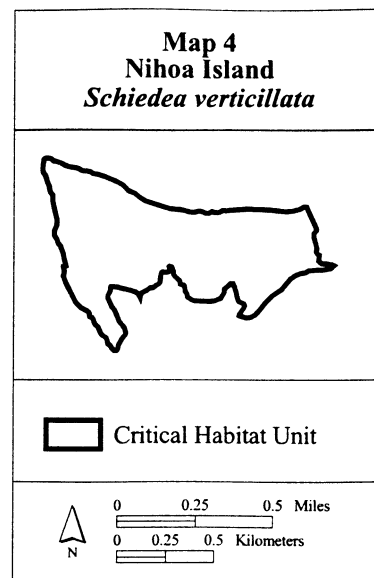 Map 4
Nihoa Island
Schiedea verticillata
Critical Habitat Unit
0 0.25 0.5 Miles
0 0.25 0.5 Kilometers
N